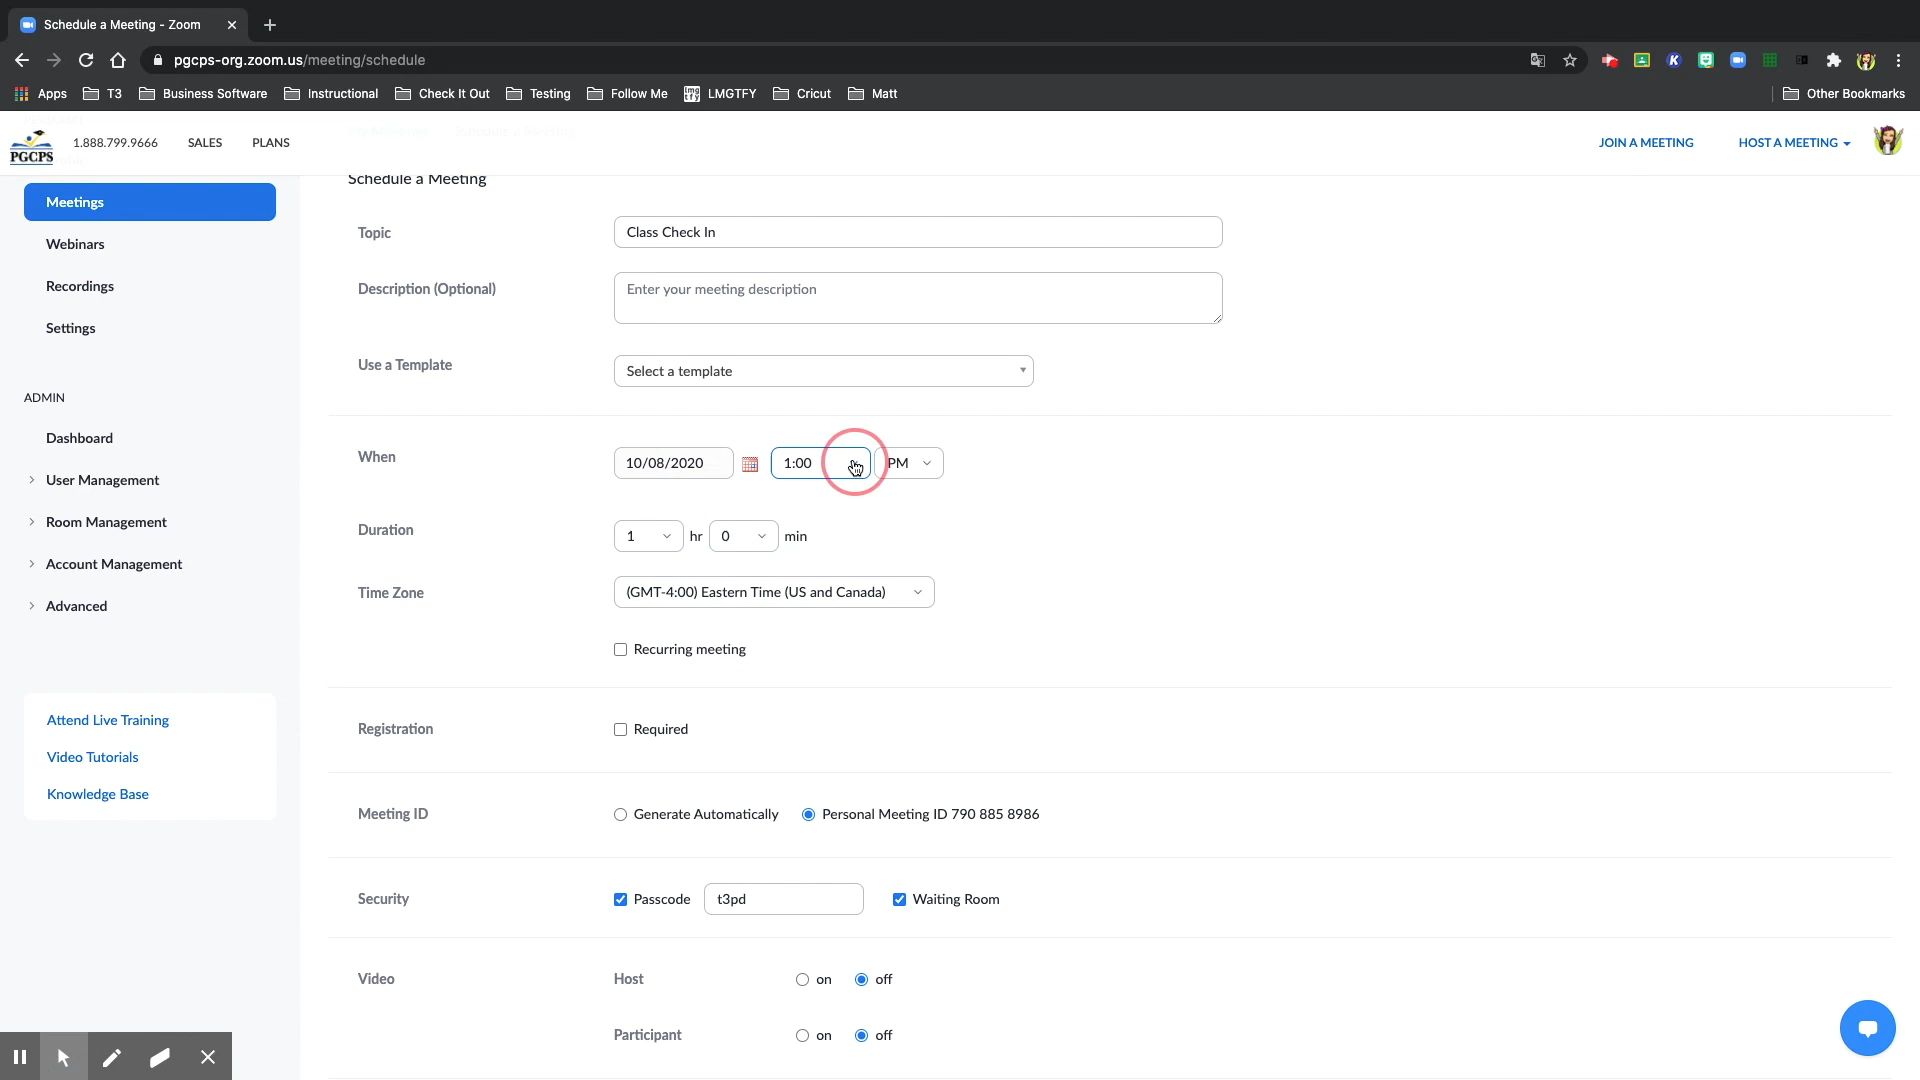 Schedule a Meeting - Zoom
pgcps-org.zoom.us/meeting/schedule
Apps T3 Business Software Instructional Check It Out Testing Follow Me LMGTFY Cricut Matt Other Bookmarks
PGCPS 1.888.799.9666 SALES PLANS JOIN A MEETING HOST A MEETING
Schedule a Meeting
Meetings
Webinars
Recordings
Settings
ADMIN
Dashboard
User Management
Room Management
Account Management
Advanced
Attend Live Training
Video Tutorials
Knowledge Base
Topic Class Check In
Description (Optional) Enter your meeting description
Use a Template Select a template
When 10/08/2020 1:00 PM
Duration 1 hr 0 min
Time Zone (GMT-4:00) Eastern Time (US and Canada)
Recurring meeting
Registration Required
Meeting ID Generate Automatically Personal Meeting ID 790 885 8986
Security Passcode t3pd Waiting Room
Video Host on off
Participant on off